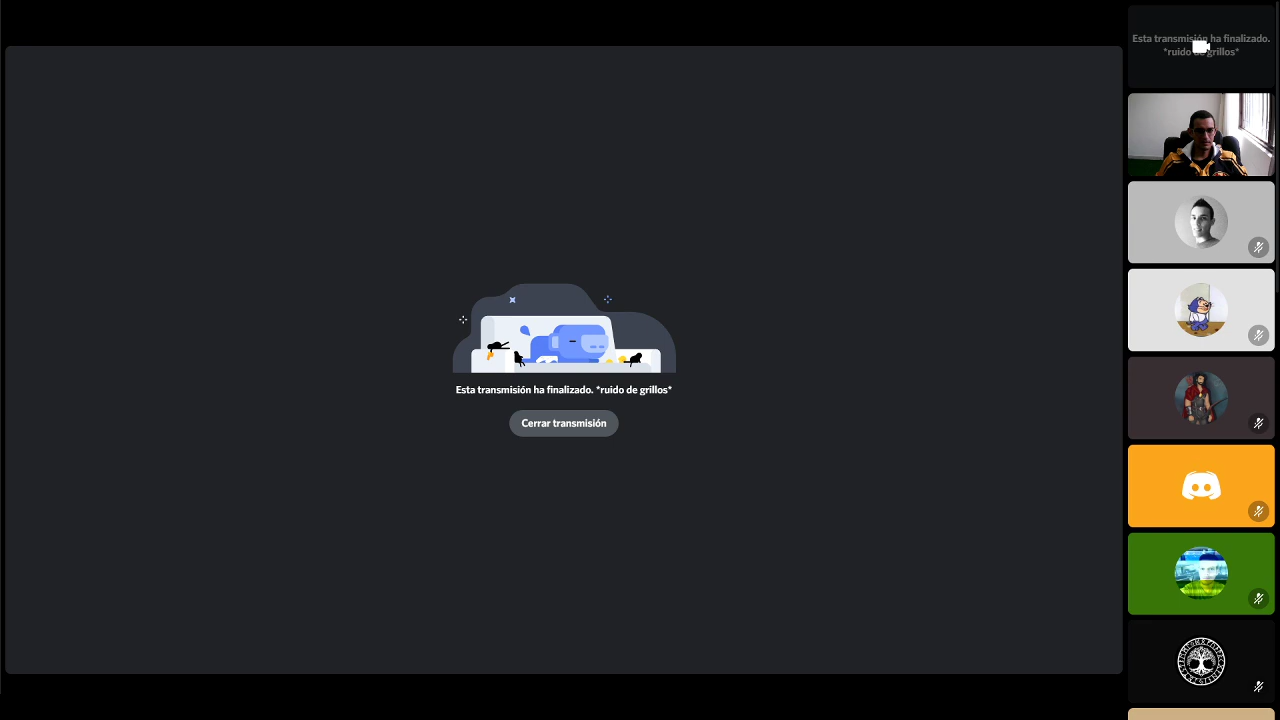 Esta transmisión ha finalizado.
*ruido de grillos*
Esta transmisión ha finalizado. *ruido de grillos*
Cerrar transmisión